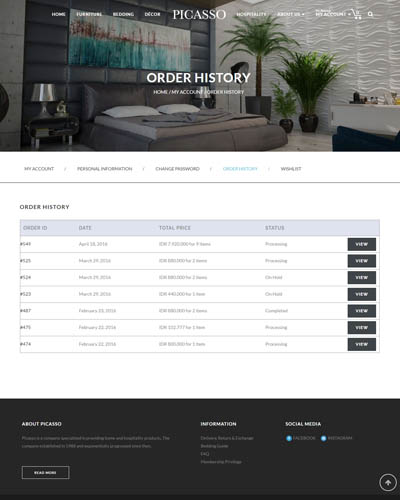 HOME FURNITURE BEDDING DÉCOR PICASSO HOSPITALITY ABOUT US MY ACCOUNT
ORDER HISTORY
HOME / MY ACCOUNT / ORDER HISTORY
MY ACCOUNT / PERSONAL INFORMATION / CHANGE PASSWORD / ORDER HISTORY / WISHLIST
ORDER HISTORY
ORDER ID DATE TOTAL PRICE STATUS
#549 April 18, 2016 IDR 7.920,000 for 9 items Processing VIEW
#525 March 29, 2016 IDR 880,000 for 2 items Processing VIEW
#524 March 29, 2016 IDR 880,000 for 2 items On Hold VIEW
#523 March 29, 2016 IDR 440,000 for 1 item On Hold VIEW
#487 February 23, 2016 IDR 880,000 for 2 items Completed VIEW
#475 February 22, 2016 IDR 152,777 for 1 item Processing VIEW
#474 February 22, 2016 IDR 800,000 for 1 item Processing VIEW
ABOUT PICASSO INFORMATION SOCIAL MEDIA
Picasso is a company specialized in providing home and hospitality products. The
company established in 1988 and exponentially progressed since then.
READ MORE
Delivery Return & Exchange
Bedding Guide
FAQ
Membership Privilege
FACEBOOK INSTAGRAM